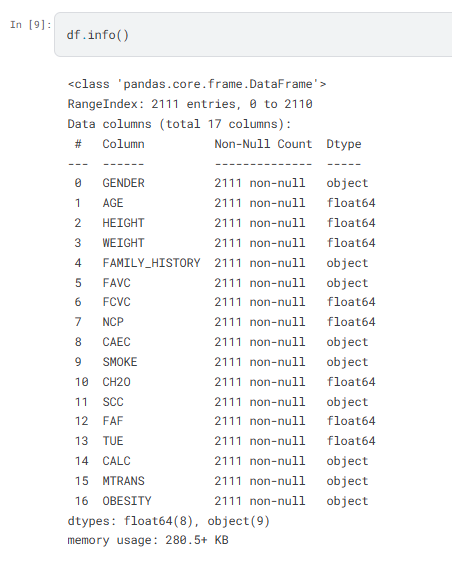 In [9]:
df.info()
<class 'pandas.core.frame.DataFrame'>
RangeIndex: 2111 entries, 0 to 2110
Data columns (total 17 columns):
 #   Column          Non-Null Count  Dtype
---  ------          --------------  -----
 0   GENDER          2111 non-null   object
 1   AGE             2111 non-null   float64
 2   HEIGHT          2111 non-null   float64
 3   WEIGHT          2111 non-null   float64
 4   FAMILY_HISTORY  2111 non-null   object
 5   FAVC            2111 non-null   object
 6   FCVC            2111 non-null   float64
 7   NCP             2111 non-null   float64
 8   CAEC            2111 non-null   object
 9   SMOKE           2111 non-null   object
 10  CH2O            2111 non-null   float64
 11  SCC             2111 non-null   object
 12  FAF             2111 non-null   float64
 13  TUE             2111 non-null   float64
 14  CALC            2111 non-null   object
 15  MTRANS          2111 non-null   object
 16  OBESITY         2111 non-null   object
dtypes: float64(8), object(9)
memory usage: 280.5+ KB